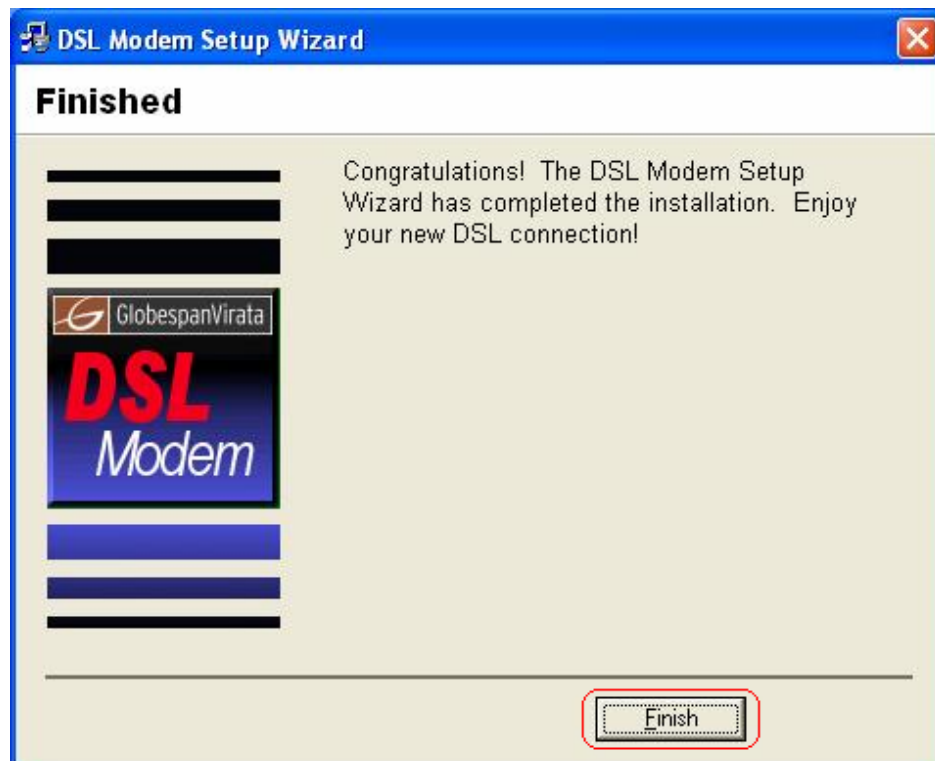 DSL Modem Setup Wizard
Finished
Congratulations! The DSL Modem Setup
Wizard has completed the installation. Enjoy
your new DSL connection!
GlobespanVirata
DSL
Modem
Finish